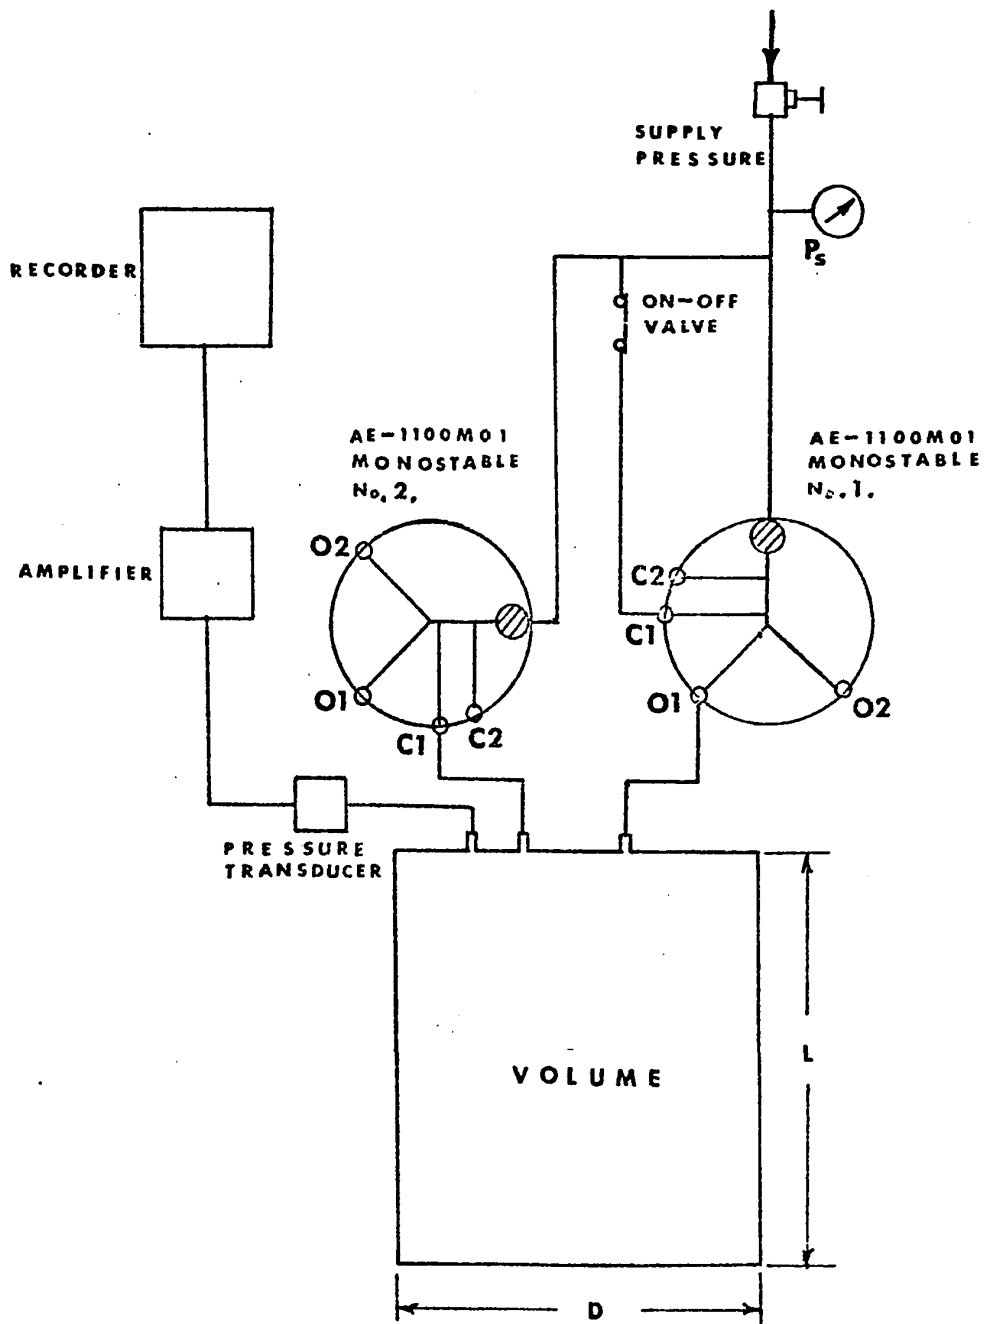 SUPPLY
PRESSURE
Ps
RECORDER
ON-OFF
VALVE
AE-1100M01
MONOSTABLE
No. 2.
AE-1100M01
MONOSTABLE
No. 1.
O2
C2
AMPLIFIER
C1
O1
C1
C2
O1
O2
PRESSURE
TRANSDUCER
VOLUME
L
D